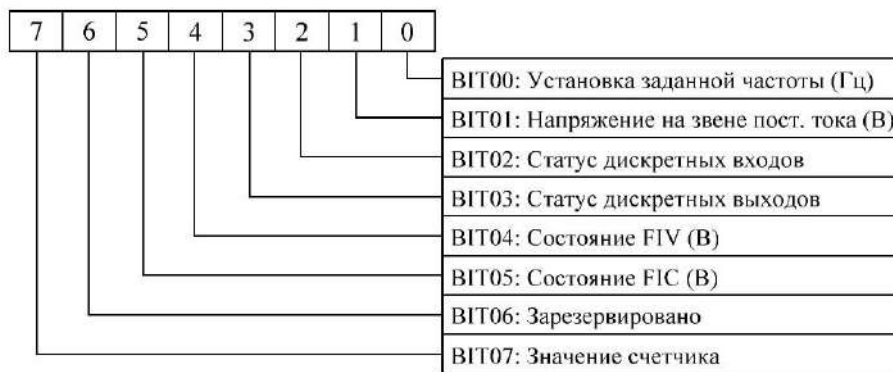 7 6 5 4 3 2 1 0
BIT00: Установка заданной частоты (Гц)
BIT01: Напряжение на звене пост. тока (В)
BIT02: Статус дискретных входов
BIT03: Статус дискретных выходов
BIT04: Состояние FIV (В)
BIT05: Состояние FIC (В)
BIT06: Зарезервировано
BIT07: Значение счетчика